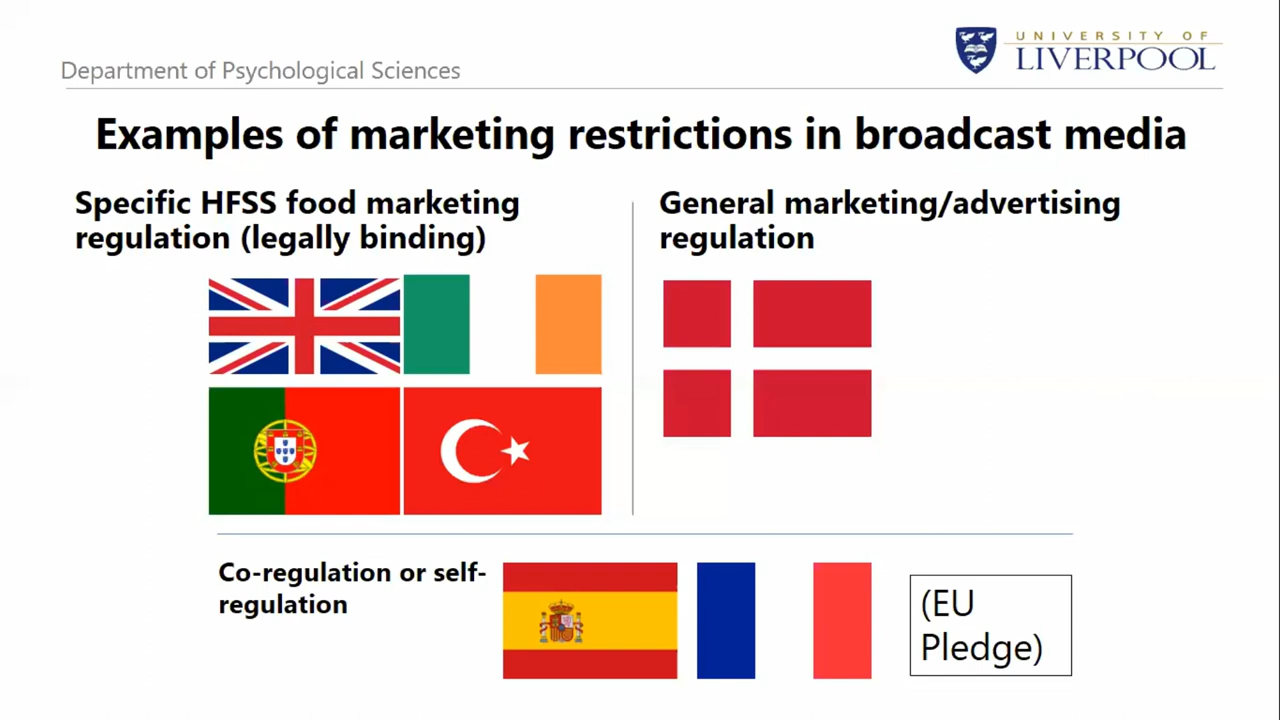 Department of Psychological Sciences
UNIVERSITY OF
LIVERPOOL
Examples of marketing restrictions in broadcast media
Specific HFSS food marketing
regulation (legally binding)
General marketing/advertising
regulation
Co-regulation or self-
regulation
(EU
Pledge)